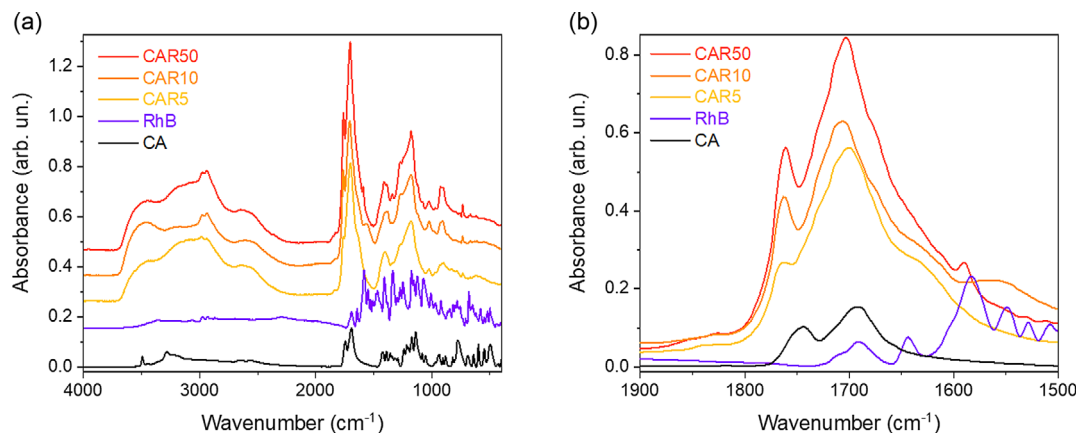 (a)
CAR50
CAR10
CAR5
RhB
CA
1.2
1.0
0.8
0.6
0.4
0.2
0.0
Absorbance (arb. un.)
4000 3000 2000 1000
Wavenumber (cm⁻¹)
(b)
CAR50
CAR10
CAR5
RhB
CA
0.8
0.6
0.4
0.2
0.0
Absorbance (arb. un.)
1900 1800 1700 1600 1500
Wavenumber (cm⁻¹)